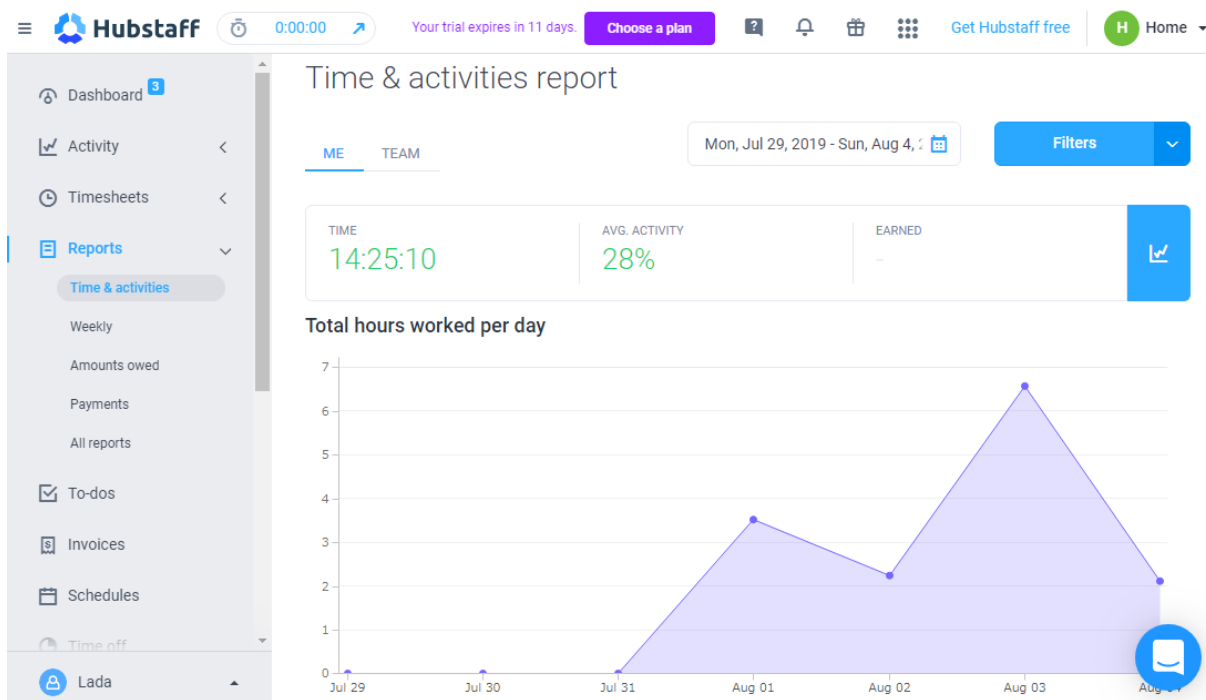 Hubstaff
0:00:00
Your trial expires in 11 days.
Choose a plan
Get Hubstaff free
H
Home
Dashboard 3
Activity
Timesheets
Reports
Time & activities
Weekly
Amounts owed
Payments
All reports
To-dos
Invoices
Schedules
Time off
Lada
Time & activities report
ME
TEAM
Mon, Jul 29, 2019 - Sun, Aug 4,
Filters
TIME
14:25:10
AVG. ACTIVITY
28%
EARNED
-
Total hours worked per day
7
6
5
4
3
2
1
0
Jul 29
Jul 30
Jul 31
Aug 01
Aug 02
Aug 03